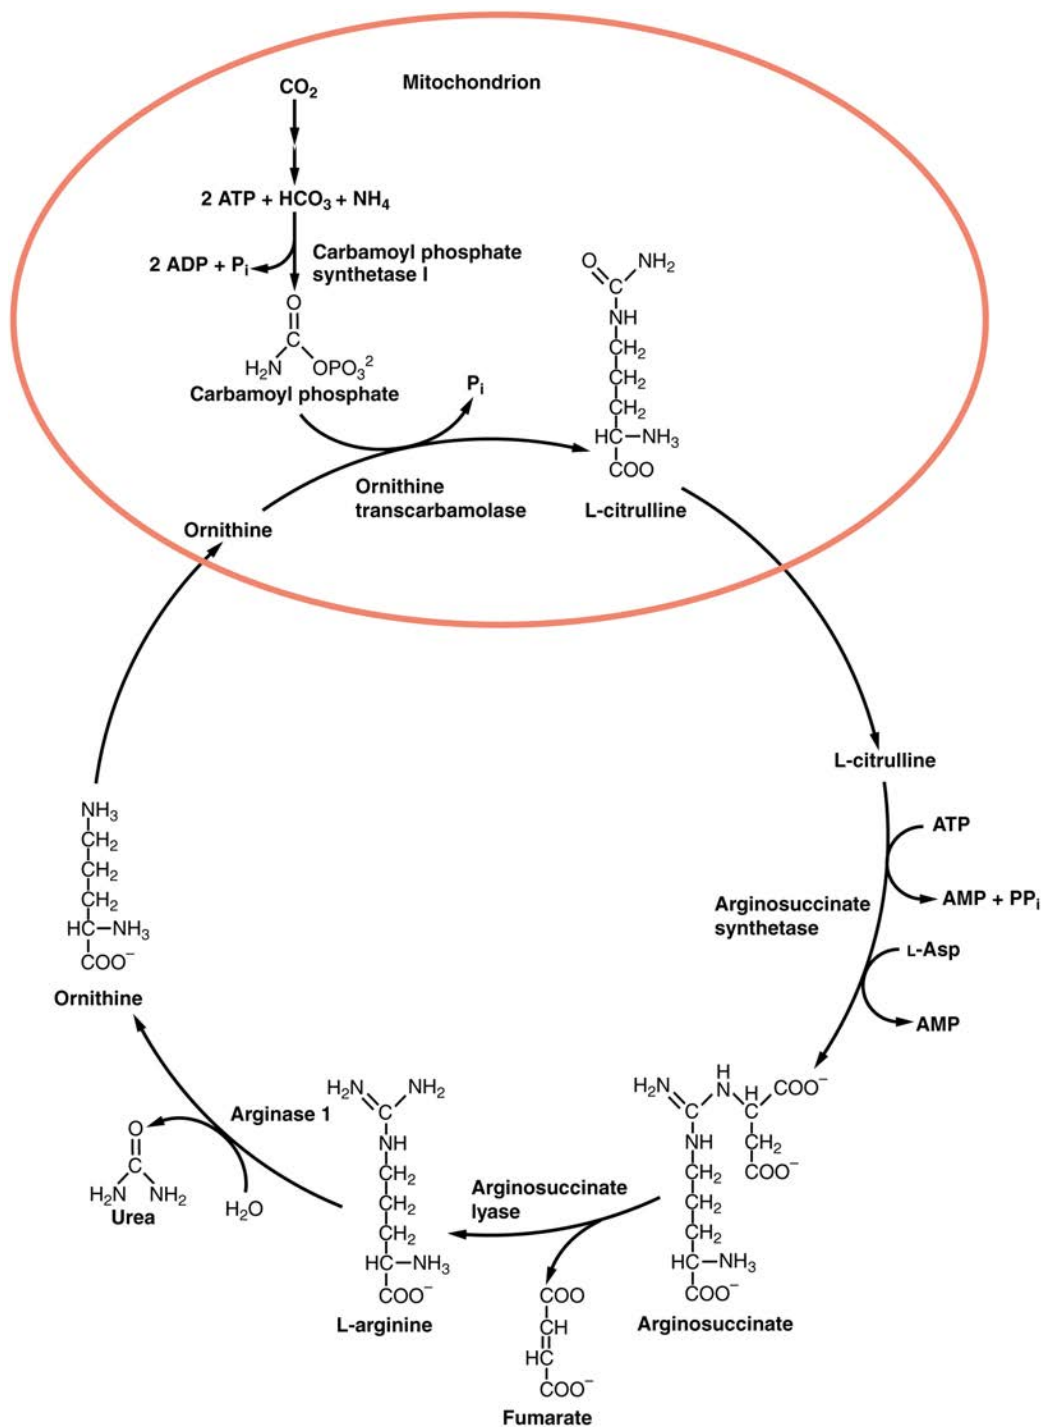 Mitochondrion
CO₂
2 ATP + HCO₃ + NH₄
Carbamoyl phosphate
synthetase I
2 ADP + Pᵢ
O
C
H₂N
OPO₃²
Carbamoyl phosphate
Pᵢ
O
NH₂
C
NH
CH₂
CH₂
CH₂
HC–NH₃
COO
L-citrulline
Ornithine
transcarbamolase
Ornithine
L-citrulline
ATP
AMP + PPᵢ
Arginosuccinate
synthetase
L-Asp
AMP
NH₃
CH₂
CH₂
CH₂
HC–NH₃
COO⁻
Ornithine
H₂N
H
N
H
COO⁻
C
C
NH
CH₂
COO⁻
CH₂
CH₂
CH₂
HC–NH₃
COO⁻
Arginosuccinate
Arginosuccinate
lyase
COO
CH
HC
COO⁻
Fumarate
H₂N
NH₂
C
NH
CH₂
CH₂
CH₂
HC–NH₃
COO⁻
L-arginine
Arginase 1
H₂O
O
C
H₂N
NH₂
Urea